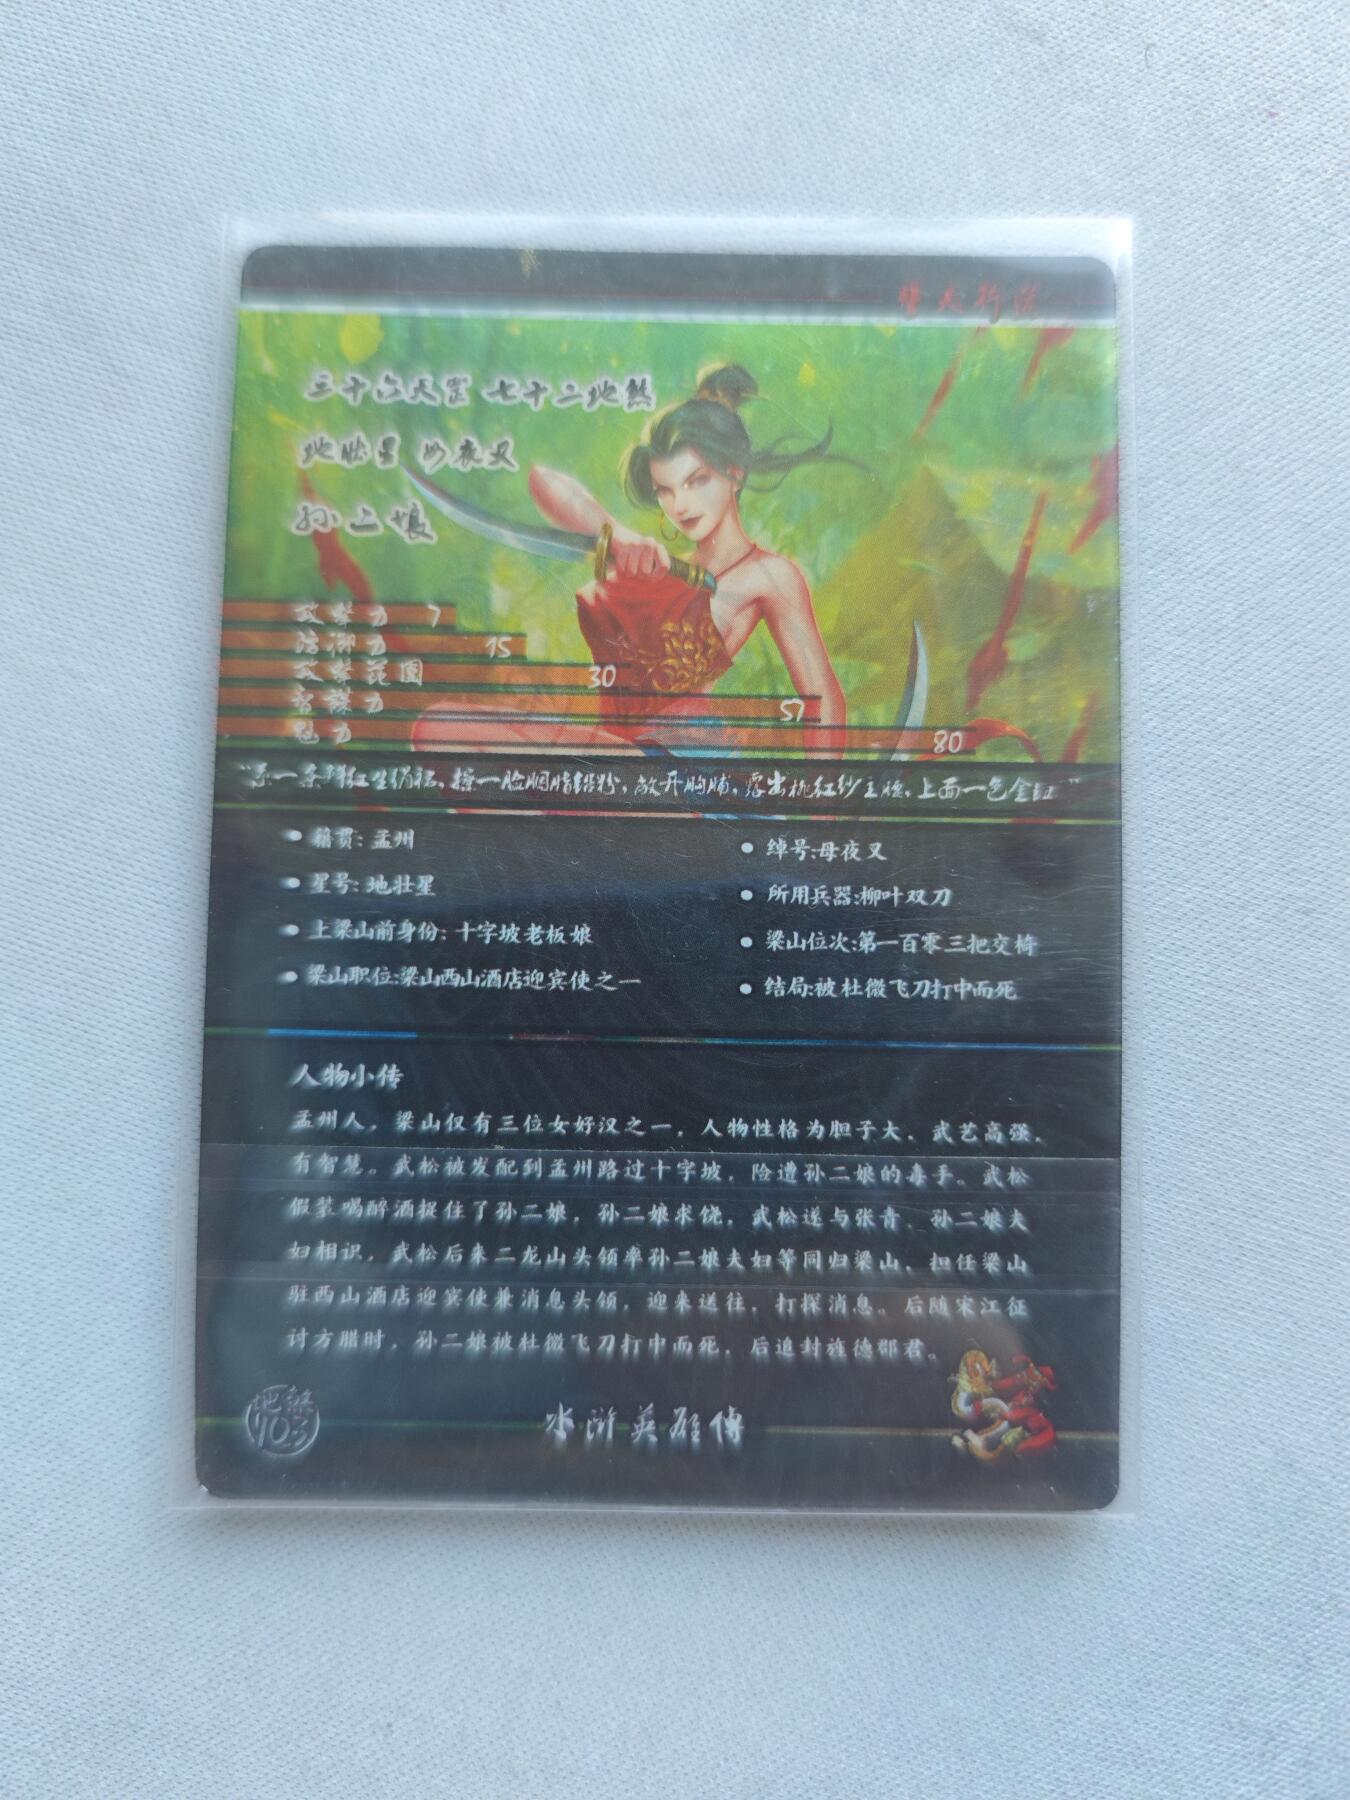 替天行道
三十六天罡 七十二地煞
地壮星 母夜叉
孙二娘
攻击力 7
防御力 15
攻击范围 30
智谋力 57
魅力 80
"系一条鲜红生绢裙，搽一脸胭脂铅粉，敞开胸脯，露出桃红纱主腰，上面一色金钮"
籍贯：孟州
绰号:母夜叉
星号：地壮星
所用兵器:柳叶双刀
上梁山前身份：十字坡老板娘
梁山位次:第一百零三把交椅
梁山职位:梁山西山酒店迎宾使之一
结局:被杜微飞刀打中而死
人物小传
孟州人，梁山仅有三位女好汉之一，人物性格为胆子大，武艺高强，
有智慧。武松被发配到孟州路过十字坡，险遭孙二娘的毒手。武松
假装喝醉酒捉住了孙二娘，孙二娘求饶，武松遂与张青、孙二娘夫
妇相识，武松后来二龙山头领率孙二娘夫妇等同归梁山，担任梁山
驻西山酒店迎宾使兼消息头领，迎来送往，打探消息。后随宋江征
讨方腊时，孙二娘被杜微飞刀打中而死，后追封旌德郡君。
地煞
103
水浒英雄傳